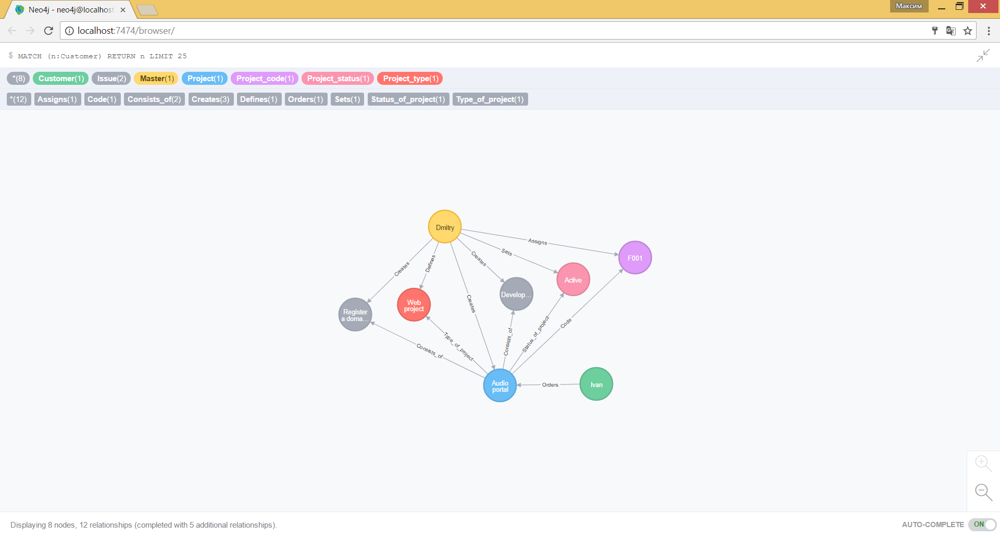 Neo4j - neo4j@localhost
Максим
localhost:7474/browser/
$ MATCH (n:Customer) RETURN n LIMIT 25
*(8) Customer(1) Issue(2) Master(1) Project(1) Project_code(1) Project_status(1) Project_type(1)
*(12) Assigns(1) Code(1) Consists_of(2) Creates(3) Defines(1) Orders(1) Sets(1) Status_of_project(1) Type_of_project(1)
Dmitry
Assigns
Sets
Creates
Defines
Creates
F001
Active
Develop...
Web
project
Creates
Register
a doma...
Code
Status_of_project
Consists_of
Type_of_project
Consists_of
Audio
portal
Orders
Ivan
Displaying 8 nodes, 12 relationships (completed with 5 additional relationships).
AUTO-COMPLETE ON